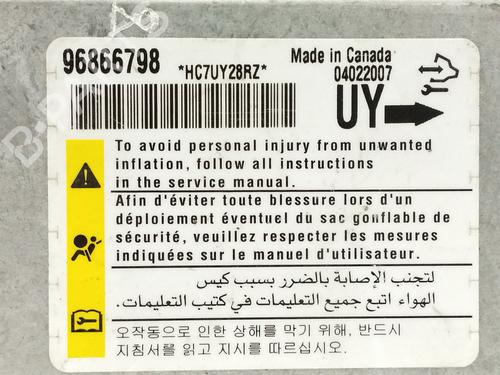 96866798
*HC7UY28RZ*
Made in Canada
04022007
UY
To avoid personal injury from unwanted
inflation, follow all instructions
in the service manual.
Afin d'éviter toute blessure lors d'un
déploiement éventuel du sac gonflable de
sécurité, veuillez respecter les mesures
indiquées sur le manuel d'utilisateur.
لتجنب الإصابة بالضرر بسبب كيس
الهواء اتبع جميع التعليمات في كتيب التعليمات.
오작동으로 인한 상해를 막기 위해, 반드시
지침서를 읽고 지시를 따르십시오.